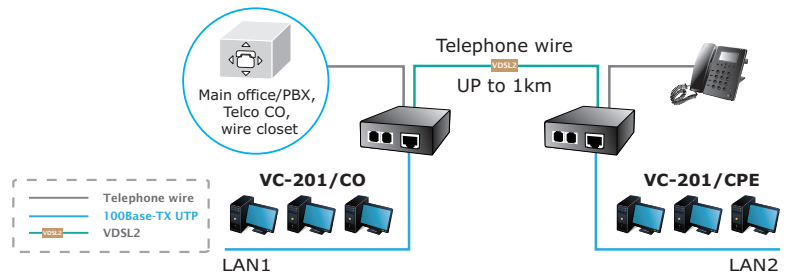 Main office/PBX,
Telco CO,
wire closet
Telephone wire
VDSL2
UP to 1km
VC-201/CO
VC-201/CPE
Telephone wire
100Base-TX UTP
VDSL2
VDSL2
LAN1
LAN2